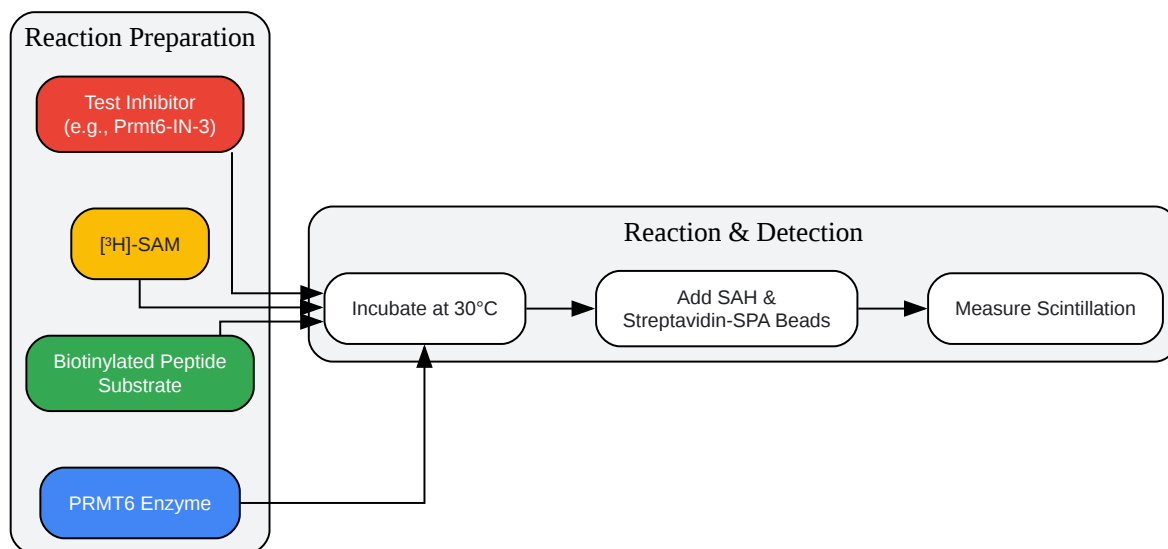 Reaction Preparation
Test Inhibitor
(e.g., Prmt6-IN-3)
[³H]-SAM
Biotinylated Peptide
Substrate
PRMT6 Enzyme
Reaction & Detection
Incubate at 30°C
Add SAH &
Streptavidin-SPA Beads
Measure Scintillation